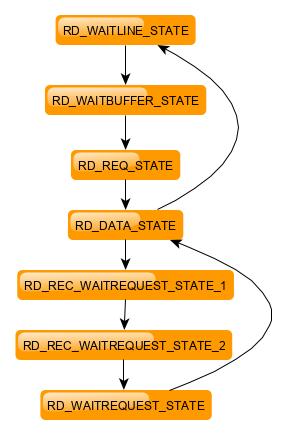 RD_WAITLINE_STATE
RD_WAITBUFFER_STATE
RD_REQ_STATE
RD_DATA_STATE
RD_REC_WAITREQUEST_STATE_1
RD_REC_WAITREQUEST_STATE_2
RD_WAITREQUEST_STATE